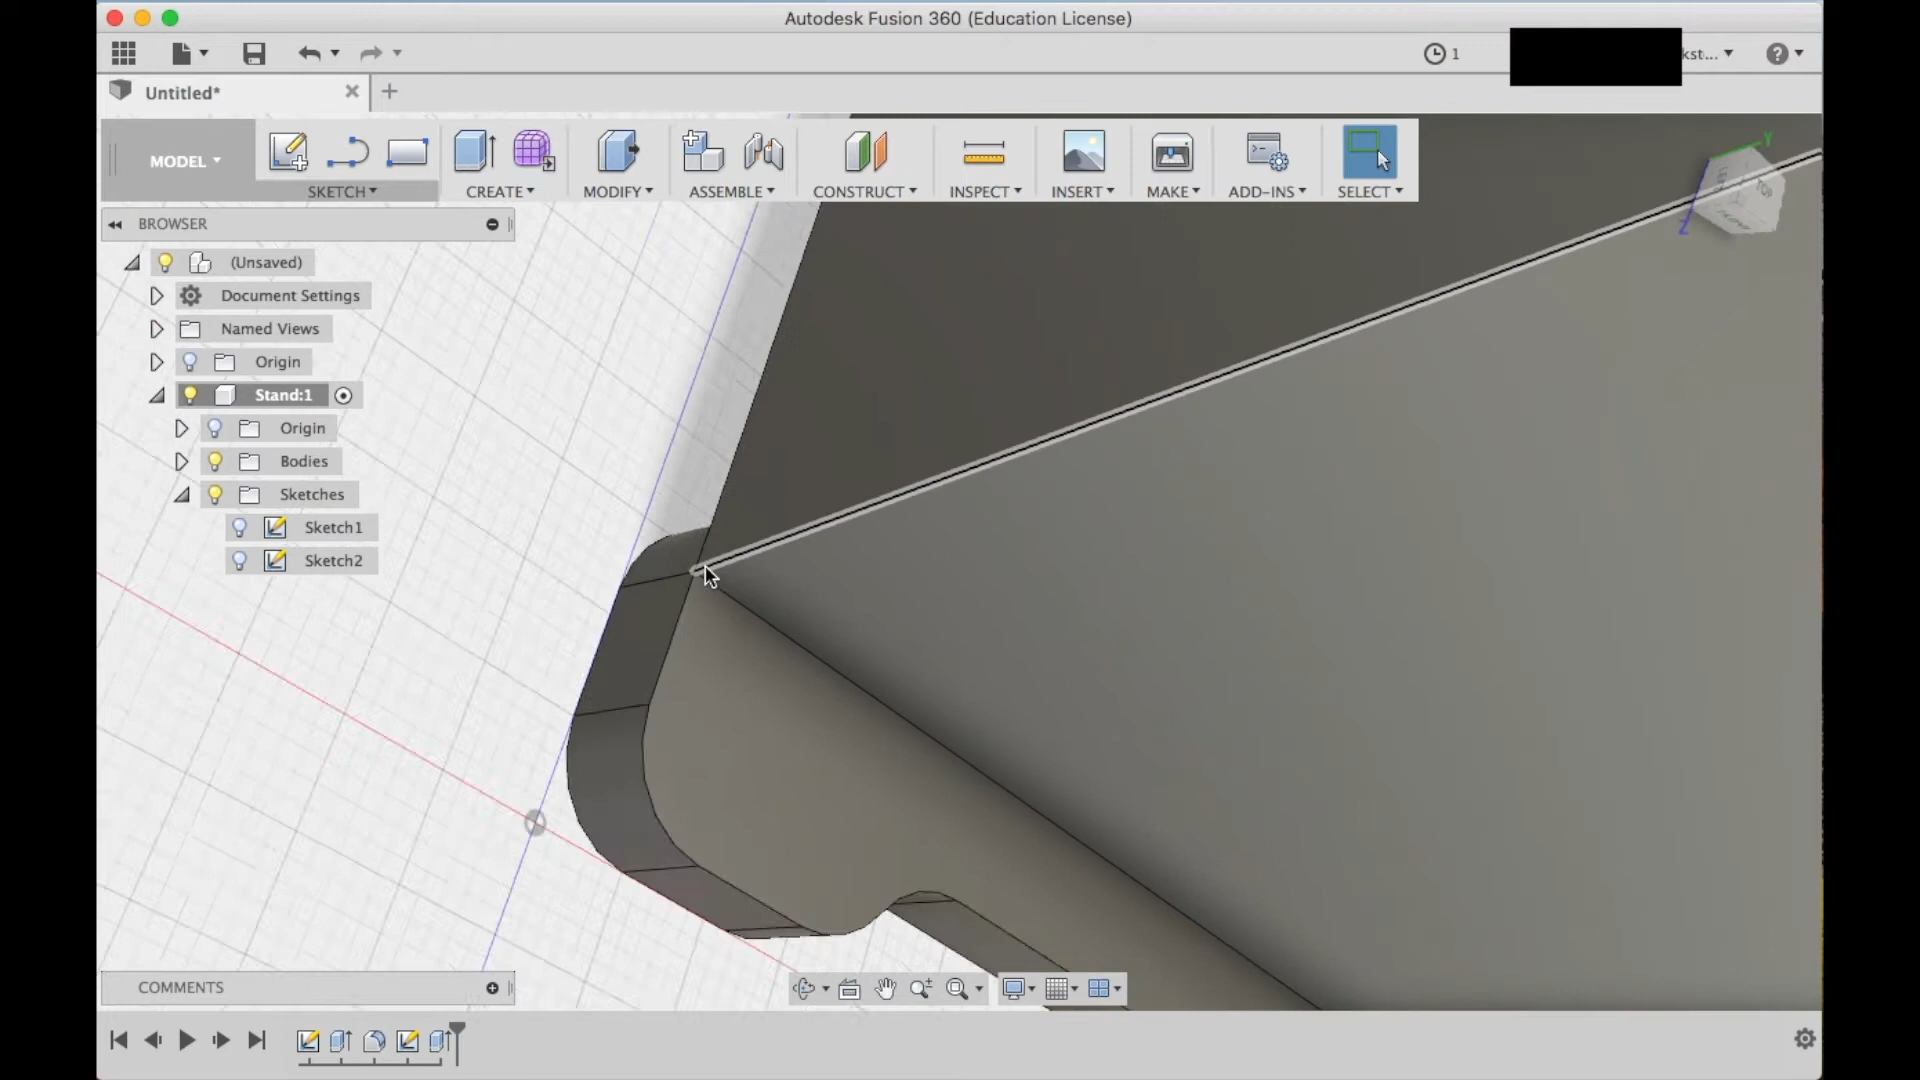 Autodesk Fusion 360 (Education License)
1
kst...
Untitled*
MODEL
SKETCH
CREATE
MODIFY
ASSEMBLE
CONSTRUCT
INSPECT
INSERT
MAKE
ADD-INS
SELECT
BROWSER
(Unsaved)
Document Settings
Named Views
Origin
Stand:1
Origin
Bodies
Sketches
Sketch1
Sketch2
Y
TOP
Z
COMMENTS